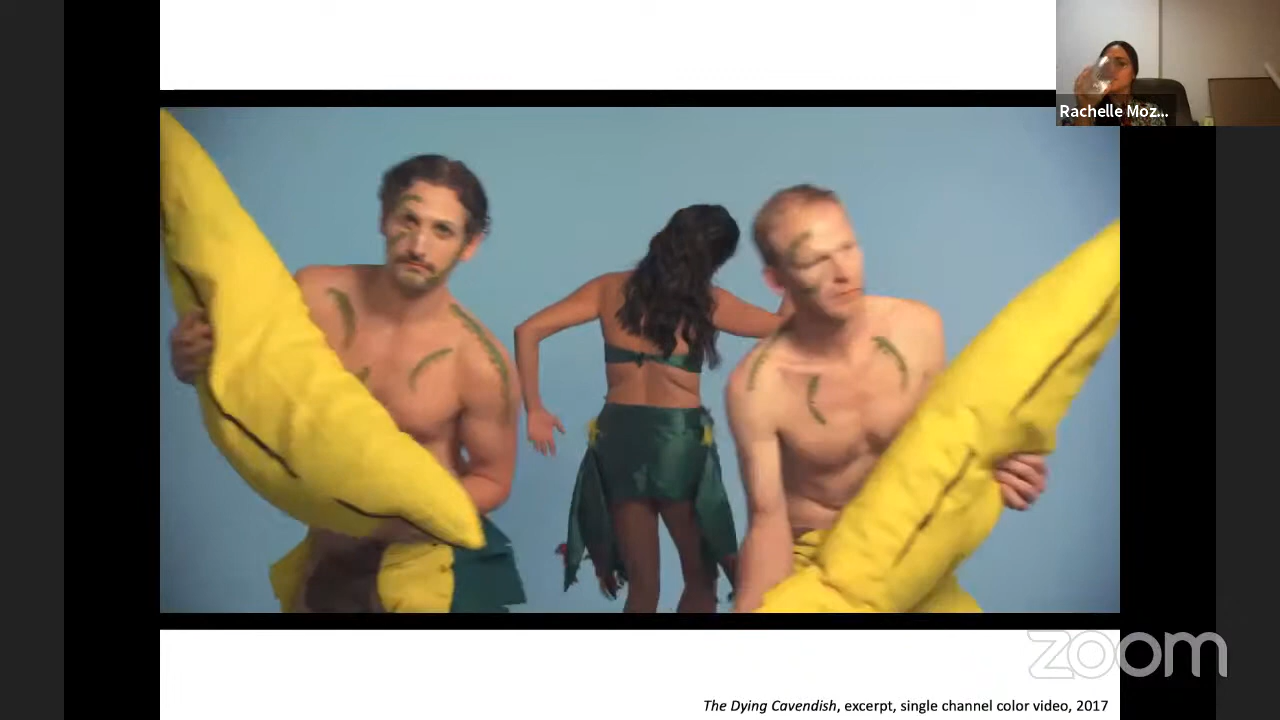 Rachelle Moz...
zoom
The Dying Cavendish, excerpt, single channel color video, 2017